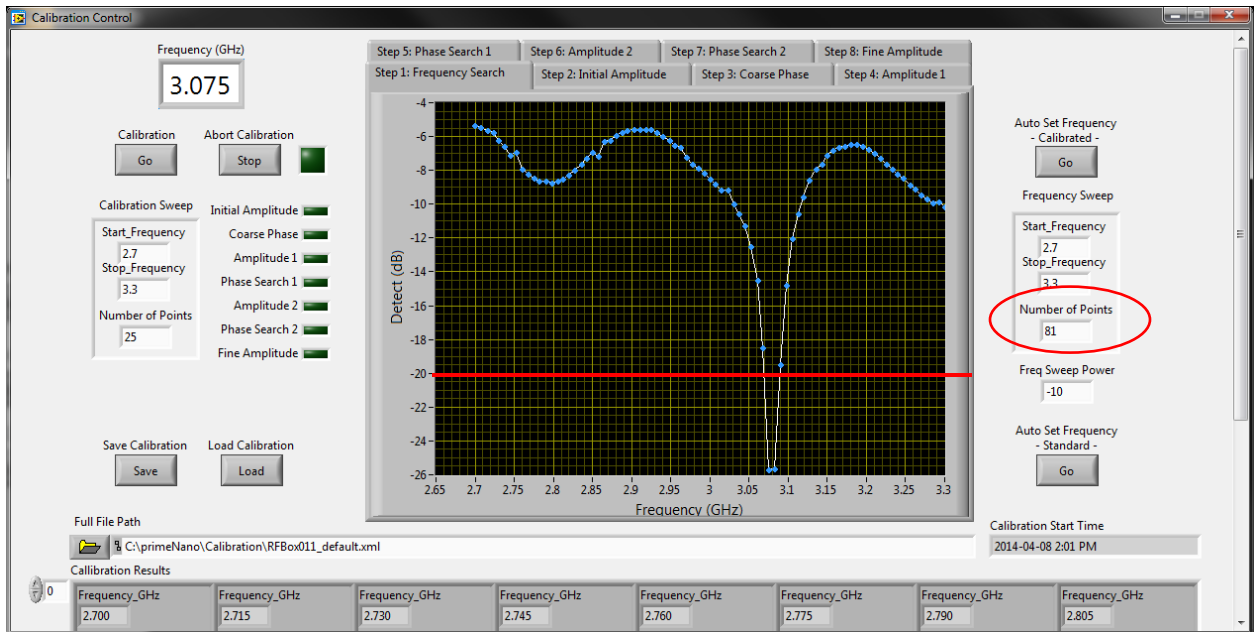 Calibration Control
Frequency (GHz)
3.075
Calibration
Go
Abort Calibration
Stop
Calibration Sweep
Start_Frequency
2.7
Stop_Frequency
3.3
Number of Points
25
Initial Amplitude
Coarse Phase
Amplitude 1
Phase Search 1
Amplitude 2
Phase Search 2
Fine Amplitude
Save Calibration
Save
Load Calibration
Load
Step 5: Phase Search 1
Step 6: Amplitude 2
Step 7: Phase Search 2
Step 8: Fine Amplitude
Step 1: Frequency Search
Step 2: Initial Amplitude
Step 3: Coarse Phase
Step 4: Amplitude 1
Detect (dB)
-4
-6
-8
-10
-12
-14
-16
-18
-20
-22
-24
-26
2.65 2.7 2.75 2.8 2.85 2.9 2.95 3 3.05 3.1 3.15 3.2 3.25 3.3
Frequency (GHz)
Auto Set Frequency
- Calibrated -
Go
Frequency Sweep
Start_Frequency
2.7
Stop_Frequency
3.3
Number of Points
81
Freq Sweep Power
-10
Auto Set Frequency
- Standard -
Go
Full File Path
C:\primeNano\Calibration\RFBox011_default.xml
Calibration Start Time
2014-04-08 2:01 PM
Callibration Results
0
Frequency_GHz Frequency_GHz Frequency_GHz Frequency_GHz Frequency_GHz Frequency_GHz Frequency_GHz Frequency_GHz
2.700 2.715 2.730 2.745 2.760 2.775 2.790 2.805